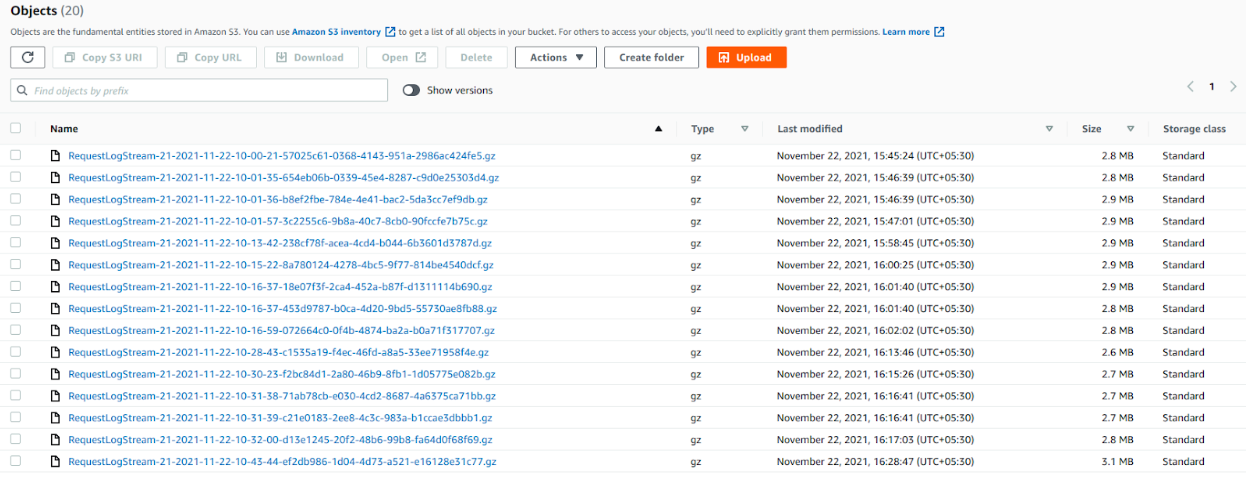 Objects (20)
Objects are the fundamental entities stored in Amazon S3. You can use Amazon S3 inventory to get a list of all objects in your bucket. For others to access your objects, you'll need to explicitly grant them permissions. Learn more
Copy S3 URI Copy URL Download Open Delete Actions Create folder Upload
Find objects by prefix Show versions 1
Name Type Last modified Size Storage class
RequestLogStream-21-2021-11-22-10-00-21-57025c61-0368-4143-951a-2986ac424fe5.gz gz November 22, 2021, 15:45:24 (UTC+05:30) 2.8 MB Standard
RequestLogStream-21-2021-11-22-10-01-35-654eb06b-0339-45e4-8287-c9d0e25303d4.gz gz November 22, 2021, 15:46:39 (UTC+05:30) 2.8 MB Standard
RequestLogStream-21-2021-11-22-10-01-36-b8ef2fbe-784e-4e41-bac2-5da3cc7ef9db.gz gz November 22, 2021, 15:46:39 (UTC+05:30) 2.9 MB Standard
RequestLogStream-21-2021-11-22-10-01-57-3c2255c6-9b8a-40c7-8cb0-90fccfe7b75c.gz gz November 22, 2021, 15:47:01 (UTC+05:30) 2.9 MB Standard
RequestLogStream-21-2021-11-22-10-13-42-238cf78f-acea-4cd4-b044-6b3601d3787d.gz gz November 22, 2021, 15:58:45 (UTC+05:30) 2.9 MB Standard
RequestLogStream-21-2021-11-22-10-15-22-8a780124-4278-4bc5-9f77-814be4540dcf.gz gz November 22, 2021, 16:00:25 (UTC+05:30) 2.9 MB Standard
RequestLogStream-21-2021-11-22-10-16-37-18e07f3f-2ca4-452a-b87f-d1311114b690.gz gz November 22, 2021, 16:01:40 (UTC+05:30) 2.9 MB Standard
RequestLogStream-21-2021-11-22-10-16-37-453d9787-b0ca-4d20-9bd5-55730ae8fb88.gz gz November 22, 2021, 16:01:40 (UTC+05:30) 2.8 MB Standard
RequestLogStream-21-2021-11-22-10-16-59-072664c0-0f4b-4874-ba2a-b0a71f317707.gz gz November 22, 2021, 16:02:02 (UTC+05:30) 2.8 MB Standard
RequestLogStream-21-2021-11-22-10-28-43-c1535a19-f4ec-46fd-a8a5-33ee71958f4e.gz gz November 22, 2021, 16:13:46 (UTC+05:30) 2.6 MB Standard
RequestLogStream-21-2021-11-22-10-30-23-f2bc84d1-2a80-46b9-8fb1-1d05775e082b.gz gz November 22, 2021, 16:15:26 (UTC+05:30) 2.7 MB Standard
RequestLogStream-21-2021-11-22-10-31-38-71ab78cb-e030-4cd2-8687-4a6375ca71bb.gz gz November 22, 2021, 16:16:41 (UTC+05:30) 2.7 MB Standard
RequestLogStream-21-2021-11-22-10-31-39-c21e0183-2ee8-4c3c-983a-b1ccae3dbbb1.gz gz November 22, 2021, 16:16:41 (UTC+05:30) 2.7 MB Standard
RequestLogStream-21-2021-11-22-10-32-00-d13e1245-20f2-48b6-99b8-fa64d0f68f69.gz gz November 22, 2021, 16:17:03 (UTC+05:30) 2.8 MB Standard
RequestLogStream-21-2021-11-22-10-43-44-ef2db986-1d04-4d73-a521-e16128e31c77.gz gz November 22, 2021, 16:28:47 (UTC+05:30) 3.1 MB Standard